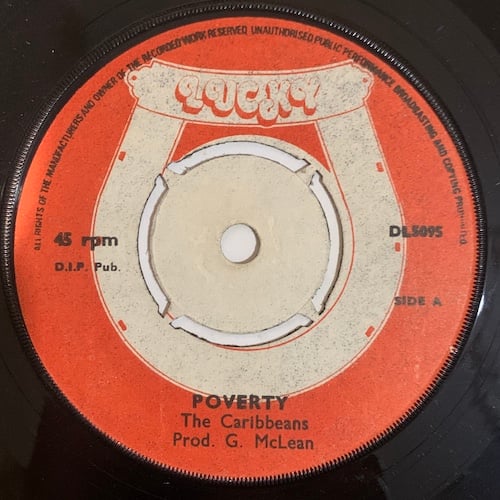 ALL RIGHTS OF THE MANUFACTURERS AND OWNER OF THE RECORDED WORK RESERVED UNAUTHORISED PUBLIC PERFORMANCE BROADCASTING AND COPYING PROHIBITED.
LUCKY
45 rpm
DL5095
D.I.P. Pub.
SIDE A
POVERTY
The Caribbeans
Prod. G. McLean